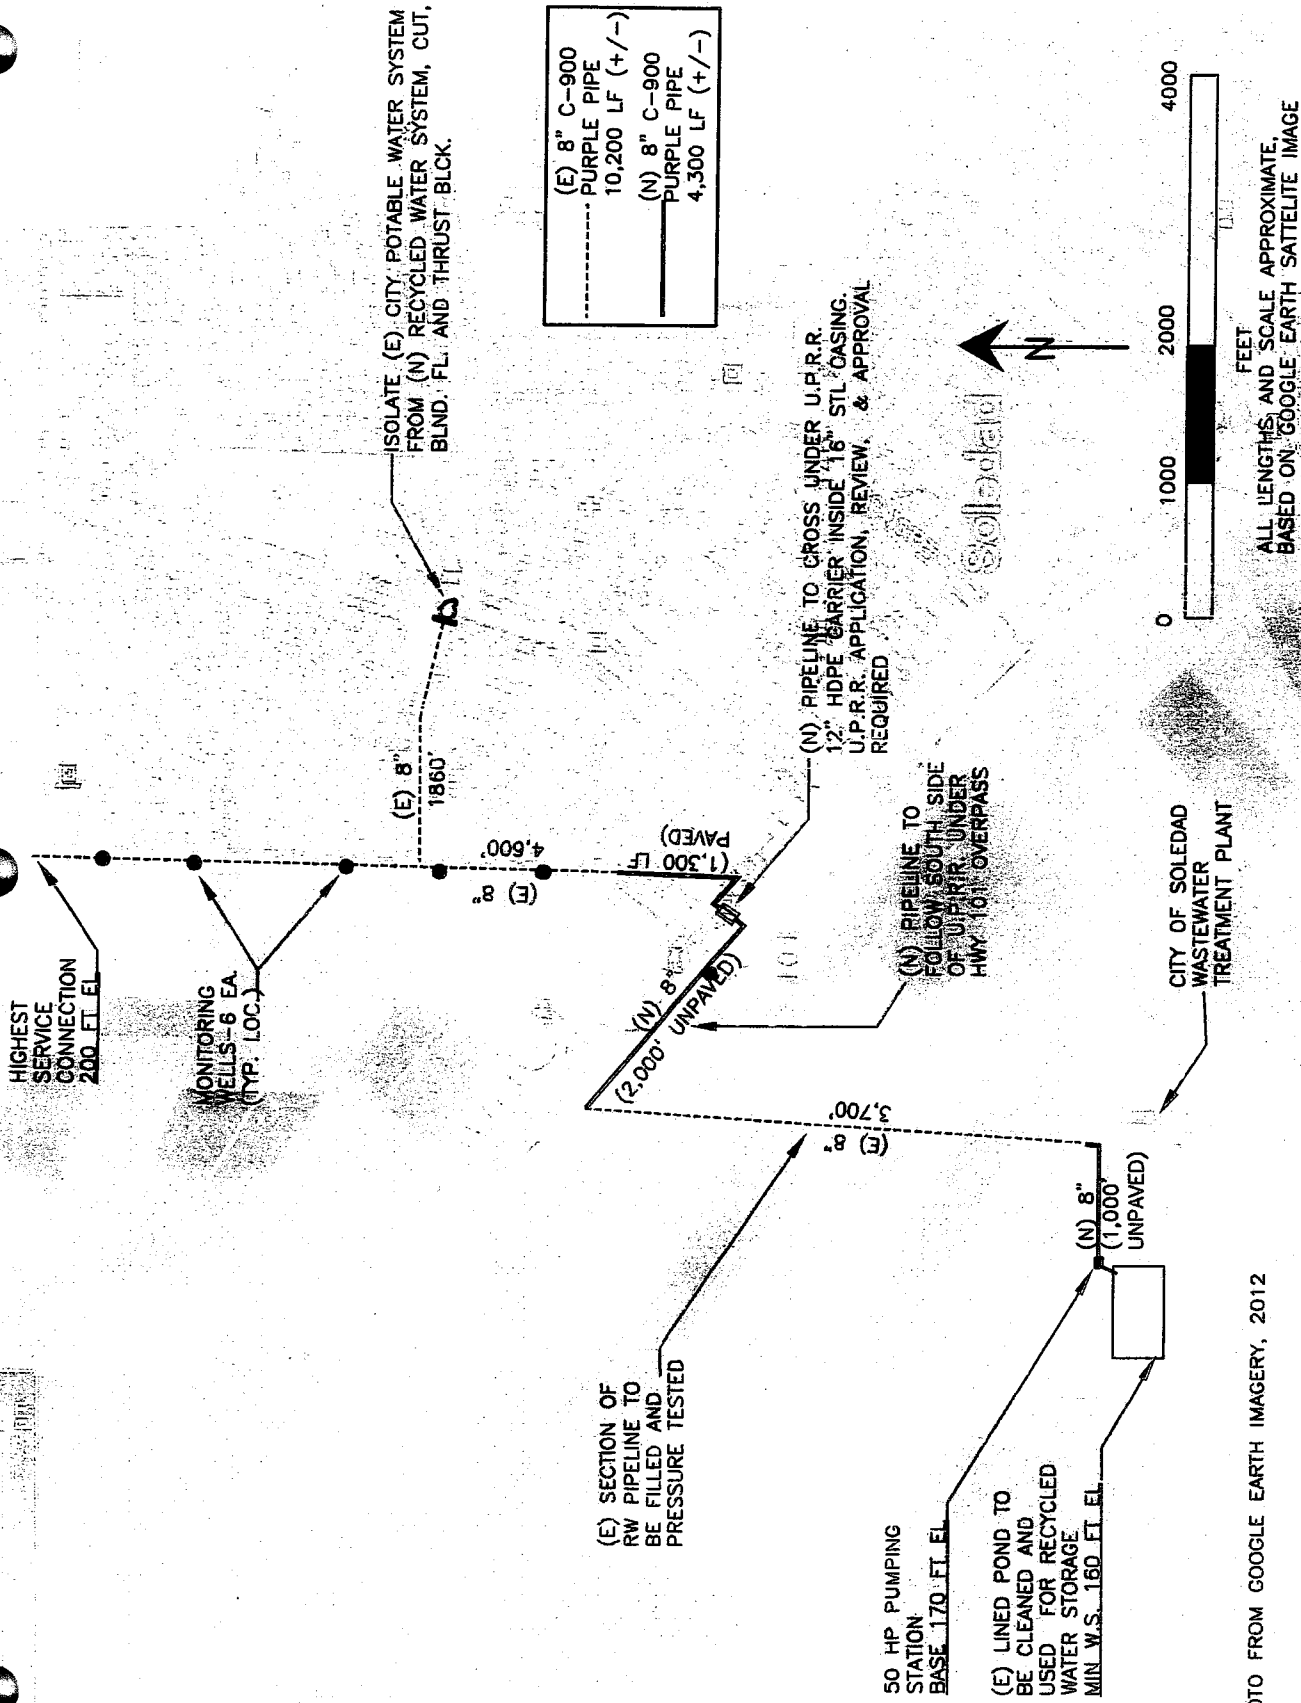 HIGHEST
SERVICE
CONNECTION
200 FT EL
MONITORING
WELLS-6 EA.
(TYP. LOC.)
ISOLATE (E) CITY POTABLE WATER SYSTEM
FROM (N) RECYCLED WATER SYSTEM, CUT,
BLND. FL. AND THRUST BLCK.
(E) 8"
1860'
(E) 8"
4,600'
(1,300 LF
PAVED)
(E) 8" C-900
PURPLE PIPE
10,200 LF (+/-)
(N) 8" C-900
PURPLE PIPE
4,300 LF (+/-)
(N) 8"
(2,000' UNPAVED)
(N) PIPELINE TO CROSS UNDER U.P.R.R.
12" HDPE CARRIER INSIDE 16" STL CASING.
U.P.R.R. APPLICATION, REVIEW, & APPROVAL
REQUIRED
(N) PIPELINE TO
FOLLOW SOUTH SIDE
OF U.P.R.R. UNDER
HWY 101 OVERPASS
101
Soledad
N
(E) SECTION OF
RW PIPELINE TO
BE FILLED AND
PRESSURE TESTED
(E) 8"
3,700'
50 HP PUMPING
STATION
BASE 170 FT EL
(E) LINED POND TO
BE CLEANED AND
USED FOR RECYCLED
WATER STORAGE
MIN W.S. 160 FT EL
(N) 8"
(1,000'
UNPAVED)
CITY OF SOLEDAD
WASTEWATER
TREATMENT PLANT
0 1000 2000 4000
FEET
ALL LENGTHS AND SCALE APPROXIMATE,
BASED ON GOOGLE EARTH SATTELITE IMAGE
OTO FROM GOOGLE EARTH IMAGERY, 2012